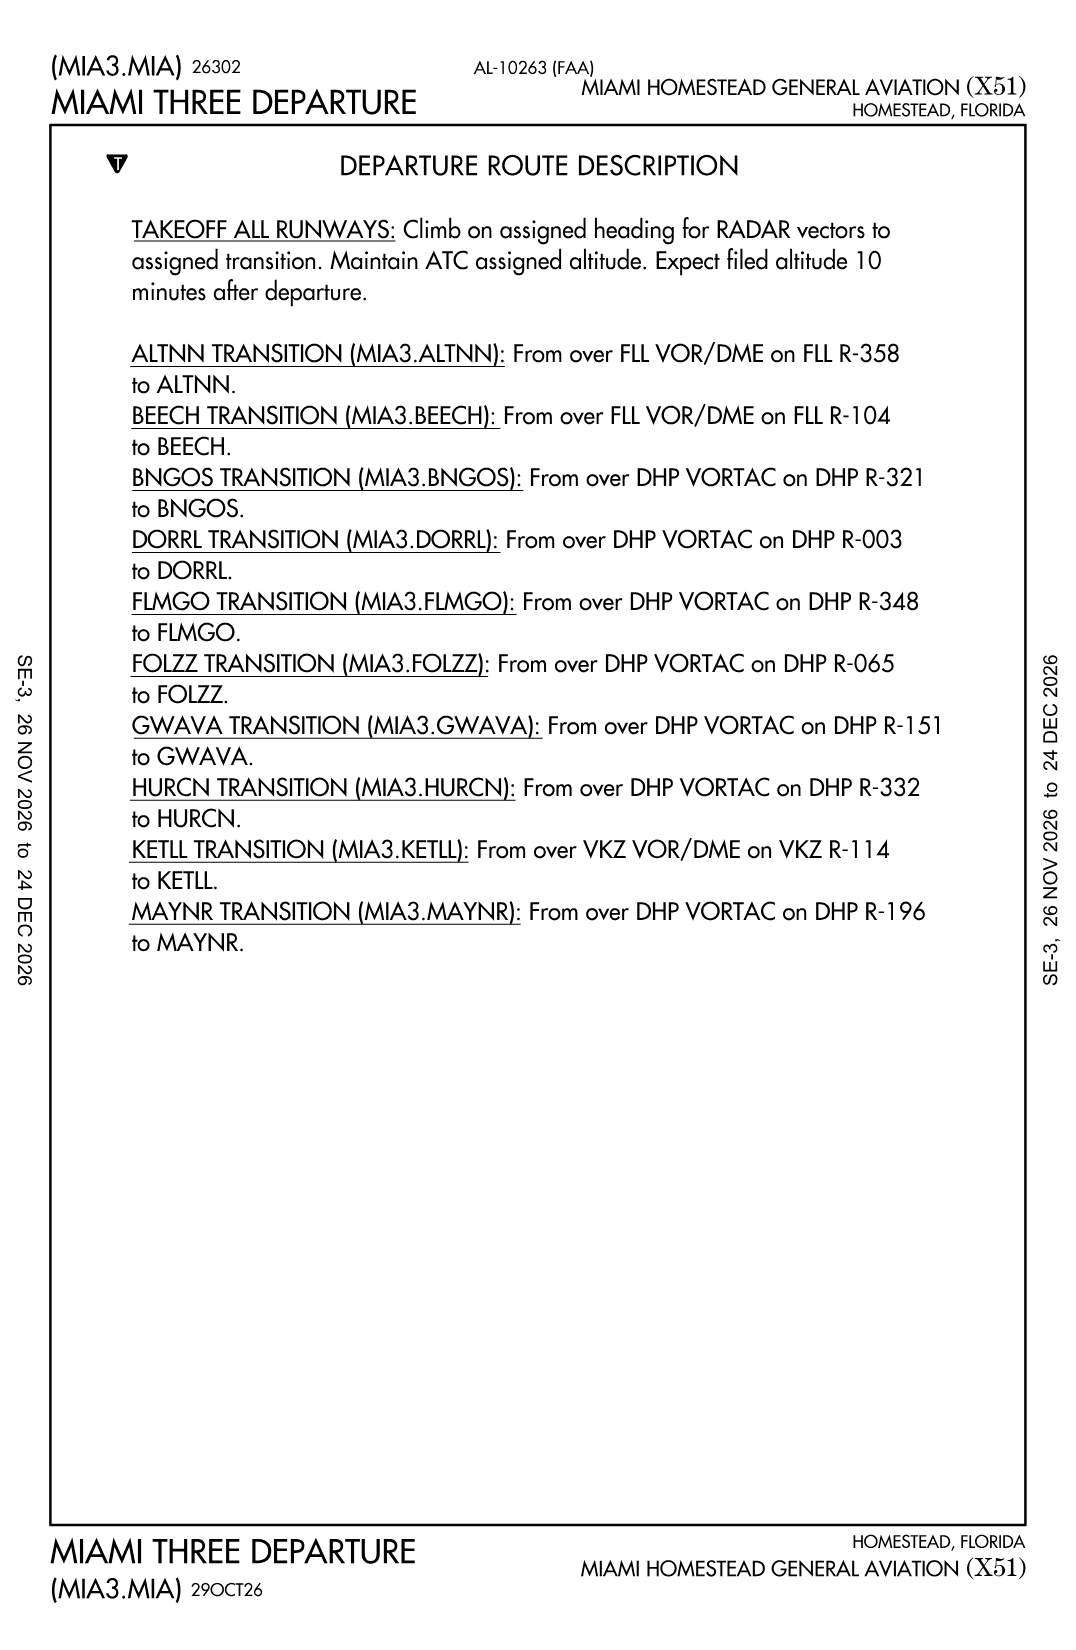 (MIA3.MIA) 26302
AL-10263 (FAA)
MIAMI HOMESTEAD GENERAL AVIATION (X51)
MIAMI THREE DEPARTURE
HOMESTEAD, FLORIDA
T
DEPARTURE ROUTE DESCRIPTION
TAKEOFF ALL RUNWAYS: Climb on assigned heading for RADAR vectors to
assigned transition. Maintain ATC assigned altitude. Expect filed altitude 10
minutes after departure.
ALTNN TRANSITION (MIA3.ALTNN): From over FLL VOR/DME on FLL R-358
to ALTNN.
BEECH TRANSITION (MIA3.BEECH): From over FLL VOR/DME on FLL R-104
to BEECH.
BNGOS TRANSITION (MIA3.BNGOS): From over DHP VORTAC on DHP R-321
to BNGOS.
DORRL TRANSITION (MIA3.DORRL): From over DHP VORTAC on DHP R-003
to DORRL.
FLMGO TRANSITION (MIA3.FLMGO): From over DHP VORTAC on DHP R-348
to FLMGO.
FOLZZ TRANSITION (MIA3.FOLZZ): From over DHP VORTAC on DHP R-065
to FOLZZ.
GWAVA TRANSITION (MIA3.GWAVA): From over DHP VORTAC on DHP R-151
to GWAVA.
HURCN TRANSITION (MIA3.HURCN): From over DHP VORTAC on DHP R-332
to HURCN.
KETLL TRANSITION (MIA3.KETLL): From over VKZ VOR/DME on VKZ R-114
to KETLL.
MAYNR TRANSITION (MIA3.MAYNR): From over DHP VORTAC on DHP R-196
to MAYNR.
SE-3, 26 NOV 2026 to 24 DEC 2026
SE-3, 26 NOV 2026 to 24 DEC 2026
MIAMI THREE DEPARTURE
HOMESTEAD, FLORIDA
MIAMI HOMESTEAD GENERAL AVIATION (X51)
(MIA3.MIA) 29OCT26